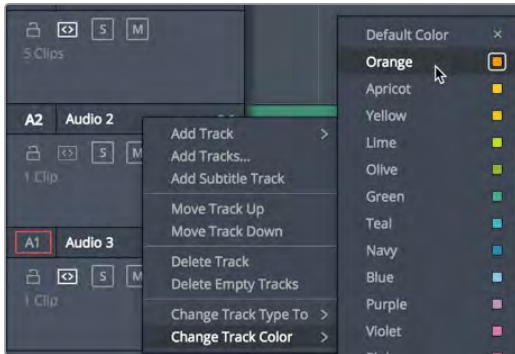 S M
5 Clips
A2 Audio 2
S M
1 Clip
A1 Audio 3
S M
1 Clip
Add Track >
Add Tracks...
Add Subtitle Track
Move Track Up
Move Track Down
Delete Track
Delete Empty Tracks
Change Track Type To >
Change Track Color >
Default Color ×
Orange
Apricot
Yellow
Lime
Olive
Green
Teal
Navy
Blue
Purple
Violet